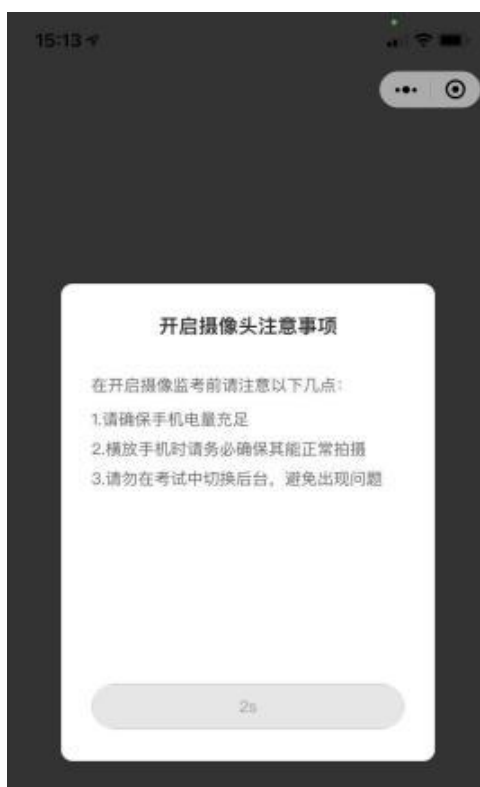 15:13
开启摄像头注意事项
在开启摄像监考前请注意以下几点：
1.请确保手机电量充足
2.横放手机时请务必确保其能正常拍摄
3.请勿在考试中切换后台，避免出现问题
2s